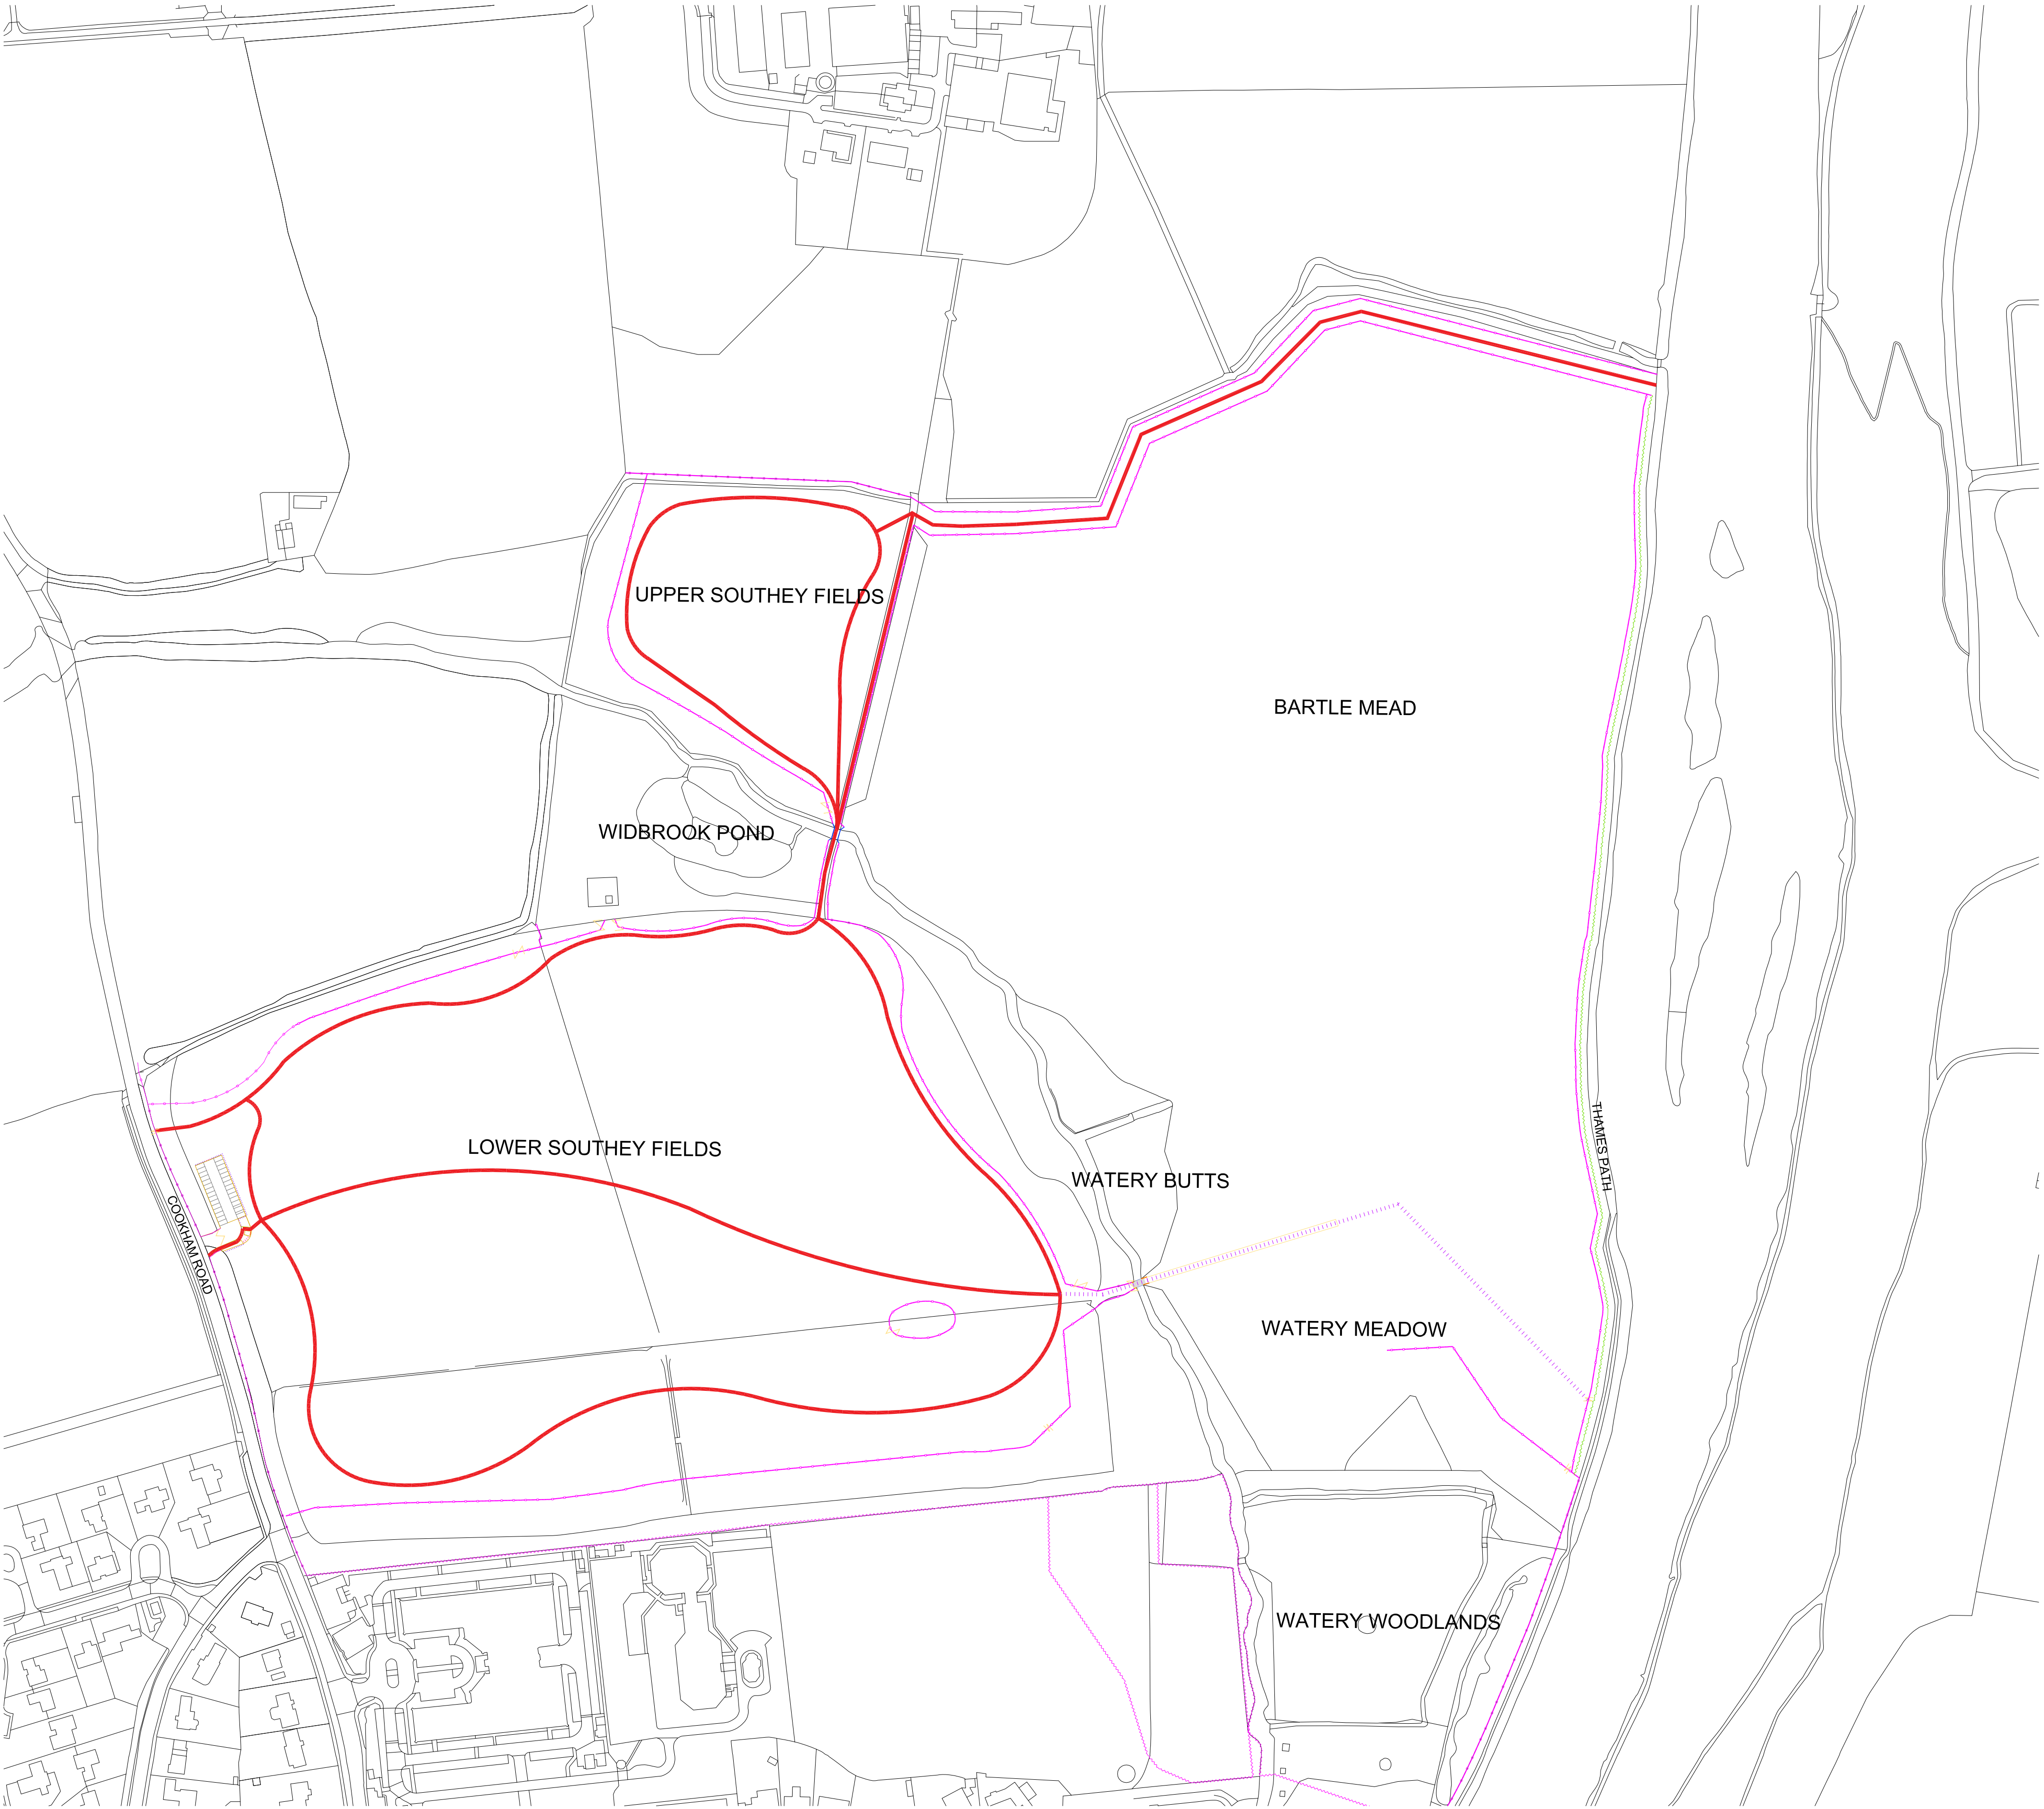 UPPER SOUTHEY FIELDS
BARTLE MEAD
WIDBROOK POND
THAMES PATH
LOWER SOUTHEY FIELDS
WATERY BUTTS
COOKHAM ROAD
WATERY MEADOW
WATERY WOODLANDS